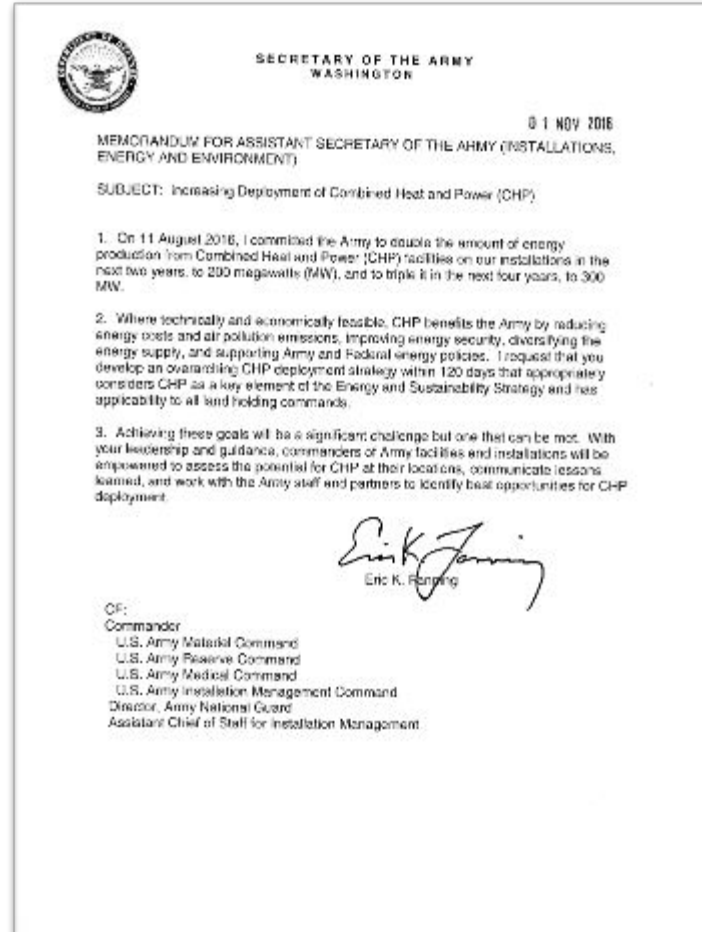 DEPARTMENT OF DEFENSE
SECRETARY OF THE ARMY
WASHINGTON
0 1 NOV 2016
MEMORANDUM FOR ASSISTANT SECRETARY OF THE ARMY (INSTALLATIONS,
ENERGY AND ENVIRONMENT)
SUBJECT: Increasing Deployment of Combined Heat and Power (CHP)
1. On 11 August 2016, I committed the Army to double the amount of energy
production from Combined Heat and Power (CHP) facilities on our installations in the
next two years, to 200 megawatts (MW), and to triple it in the next four years, to 300
MW.
2. Where technically and economically feasible, CHP benefits the Army by reducing
energy costs and air pollution emissions, improving energy security, diversifying the
energy supply, and supporting Army and Federal energy policies. I request that you
develop an overarching CHP deployment strategy within 120 days that appropriately
considers CHP as a key element of the Energy and Sustainability Strategy and has
applicability to all land holding commands.
3. Achieving these goals will be a significant challenge but one that can be met. With
your leadership and guidance, commanders of Army facilities and installations will be
empowered to assess the potential for CHP at their locations, communicate lessons
learned, and work with the Army staff and partners to identify best opportunities for CHP
deployment.
Eric K. Fanning
Eric K. Fanning
CF:
Commander
U.S. Army Materiel Command
U.S. Army Reserve Command
U.S. Army Medical Command
U.S. Army Installation Management Command
Director, Army National Guard
Assistant Chief of Staff for Installation Management